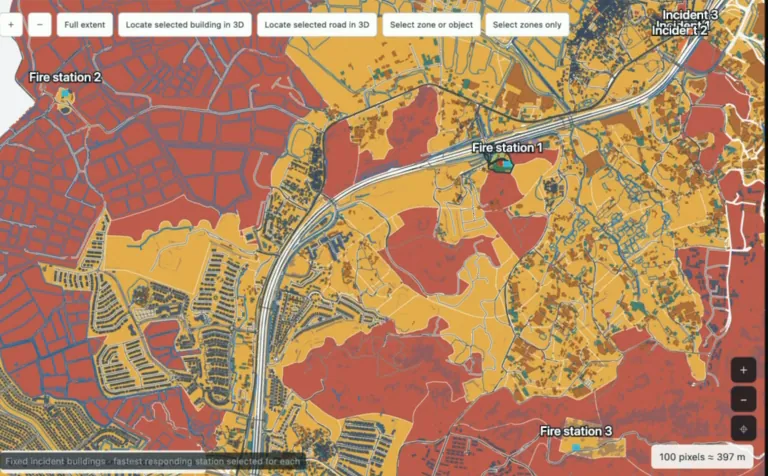 +
−
Full extent
Locate selected building in 3D
Locate selected road in 3D
Select zone or object
Select zones only
Incident 3
Incident 2
Fire station 2
Fire station 1
Fire station 3
+
−
Fixed incident buildings · fastest responding station selected for each
100 pixels ≈ 397 m